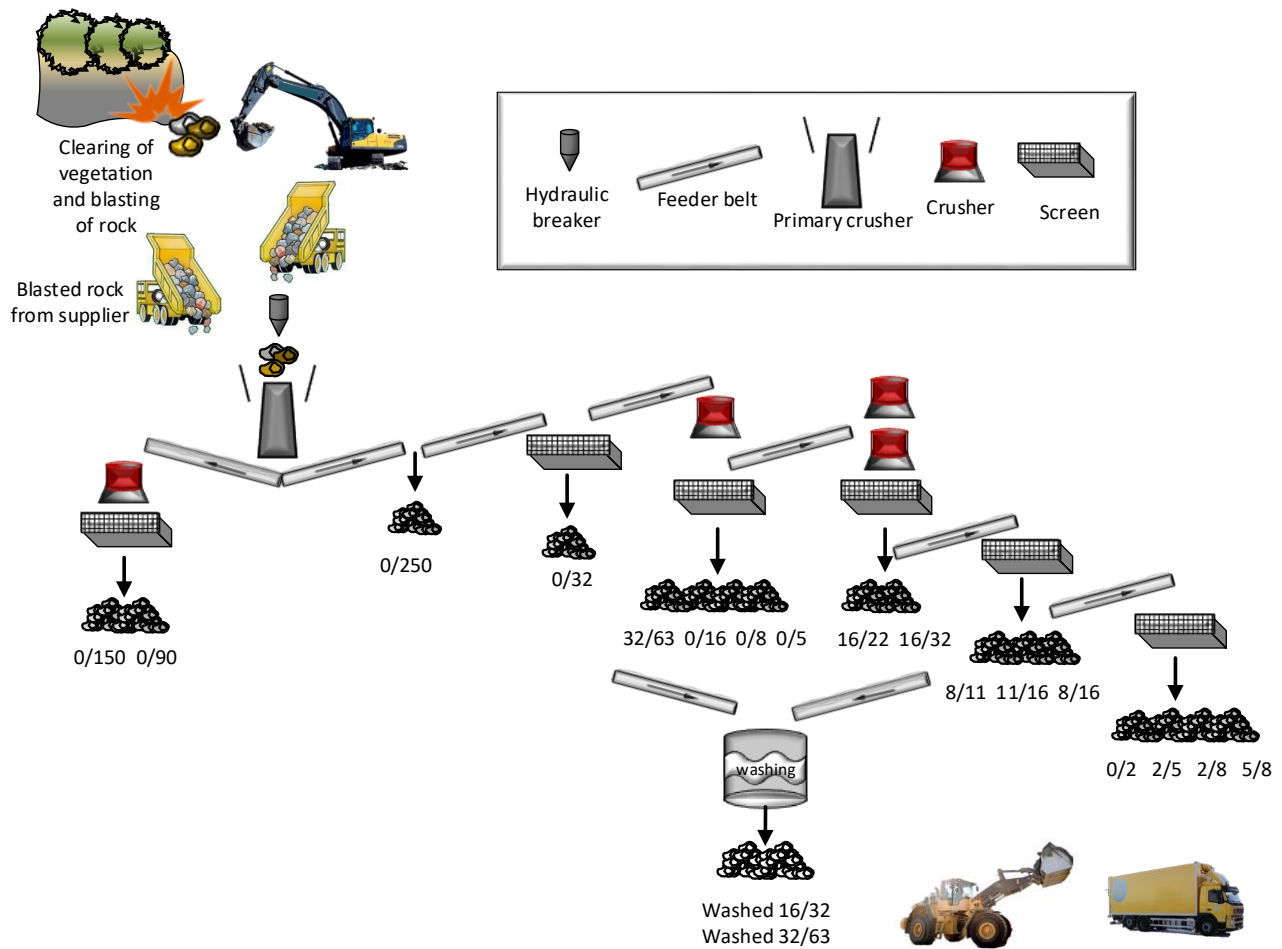 Clearing of
vegetation
and blasting
of rock
Hydraulic
breaker
Feeder belt
Primary crusher
Crusher
Screen
Blasted rock
from supplier
0/250
0/32
32/63 0/16 0/8 0/5
16/22 16/32
0/150 0/90
8/11 11/16 8/16
0/2 2/5 2/8 5/8
washing
Washed 16/32
Washed 32/63